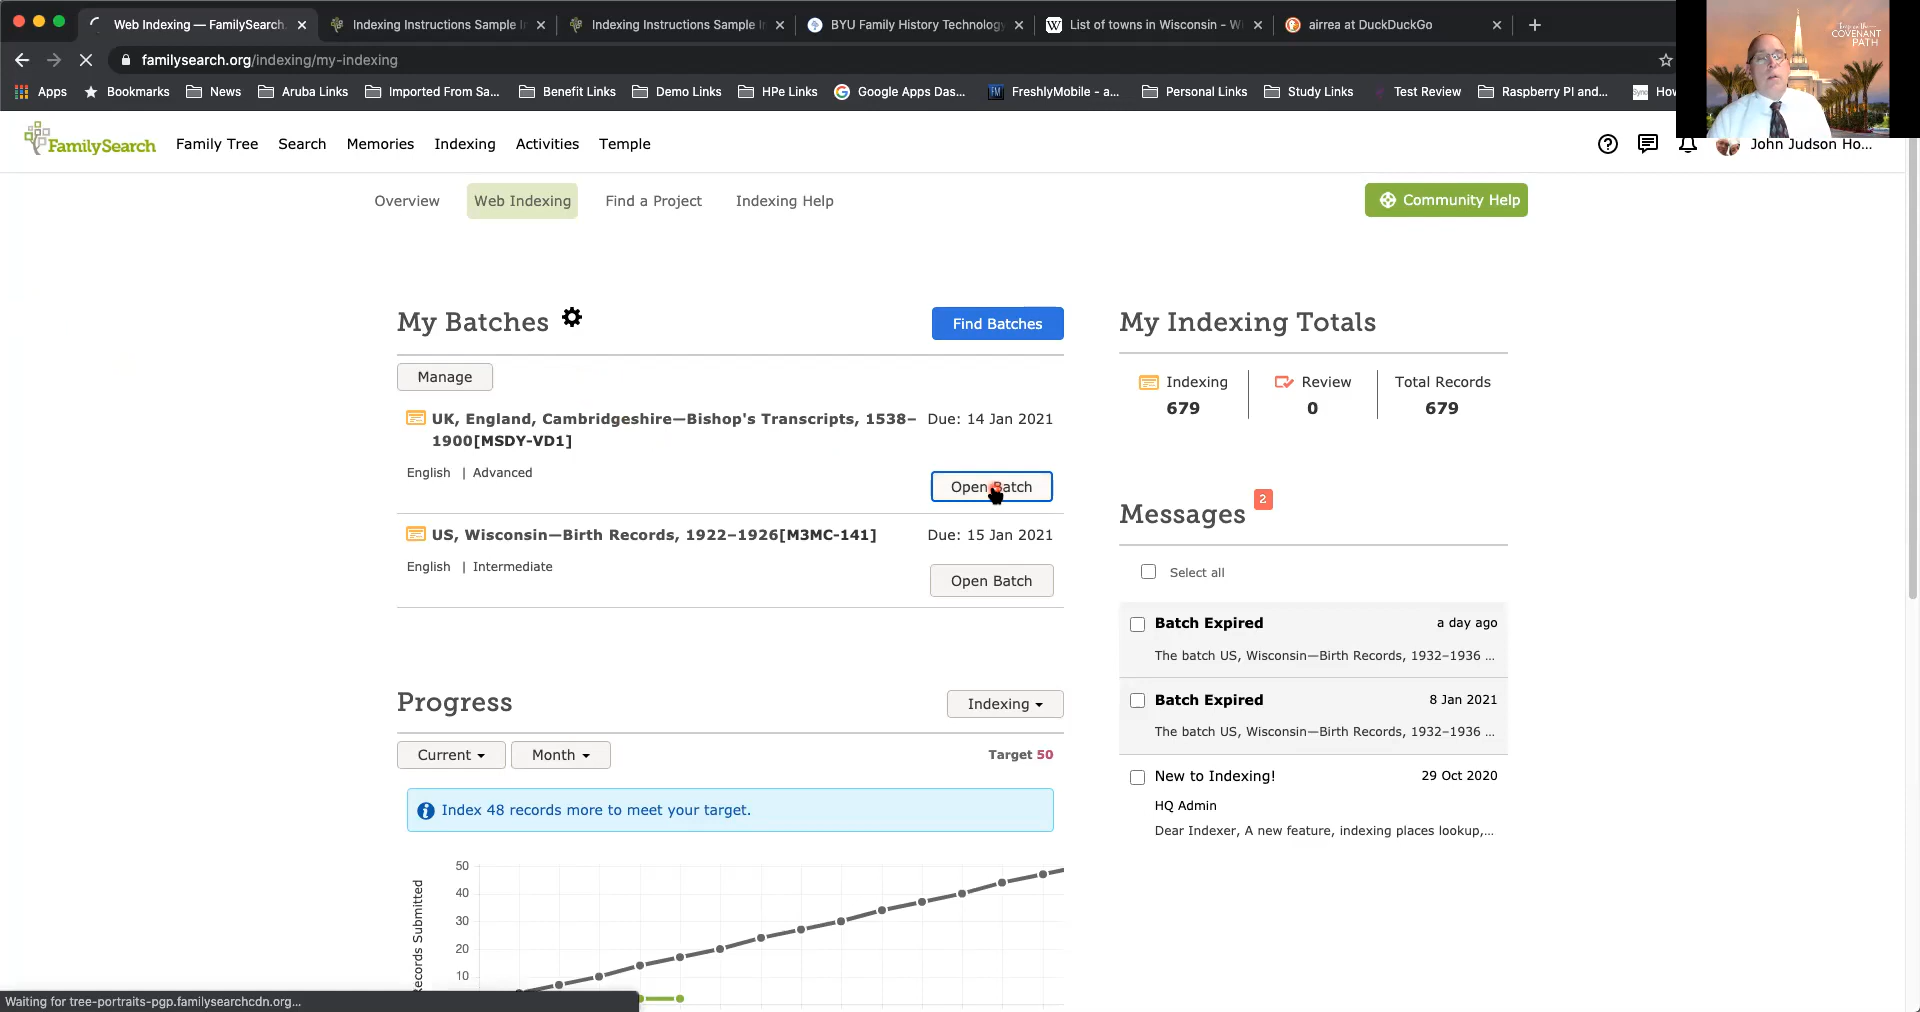 Web Indexing — FamilySearch
Indexing Instructions Sample I
Indexing Instructions Sample I
BYU Family History Technology
List of towns in Wisconsin - W
airrea at DuckDuckGo
familysearch.org/indexing/my-indexing
Apps
Bookmarks
News
Aruba Links
Imported From Sa...
Benefit Links
Demo Links
HPe Links
Google Apps Das...
FM
FreshlyMobile - a...
Personal Links
Study Links
Test Review
Raspberry PI and...
Sync
How
COVENANT
PATH
FamilySearch
Family Tree
Search
Memories
Indexing
Activities
Temple
John Judson Ho...
Overview
Web Indexing
Find a Project
Indexing Help
Community Help
My Batches
Find Batches
Manage
UK, England, Cambridgeshire—Bishop's Transcripts, 1538–
1900[MSDY-VD1]
Due: 14 Jan 2021
English | Advanced
Open Batch
US, Wisconsin—Birth Records, 1922–1926[M3MC-141]
Due: 15 Jan 2021
English | Intermediate
Open Batch
Progress
Indexing
Current
Month
Target 50
Index 48 records more to meet your target.
50
40
30
20
10
Records Submitted
My Indexing Totals
Indexing
679
Review
0
Total Records
679
Messages
2
Select all
Batch Expired
a day ago
The batch US, Wisconsin—Birth Records, 1932–1936 ...
Batch Expired
8 Jan 2021
The batch US, Wisconsin—Birth Records, 1932–1936 ...
New to Indexing!
29 Oct 2020
HQ Admin
Dear Indexer, A new feature, indexing places lookup,...
Waiting for tree-portraits-pgp.familysearchcdn.org...